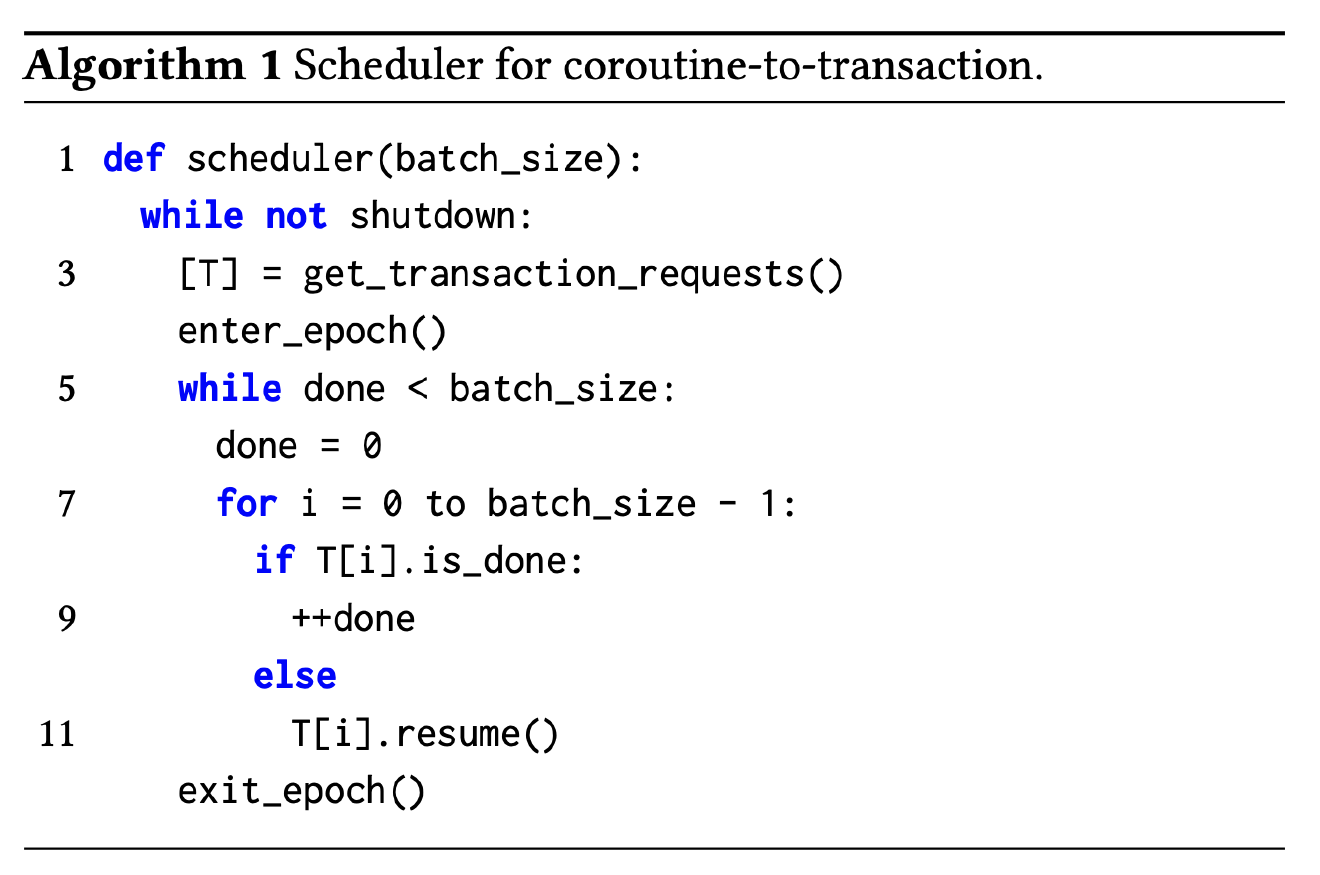 Algorithm 1 Scheduler for coroutine-to-transaction.
1 def scheduler(batch_size):
while not shutdown:
3 [T] = get_transaction_requests()
enter_epoch()
5 while done < batch_size:
done = 0
7 for i = 0 to batch_size - 1:
if T[i].is_done:
9 ++done
else
11 T[i].resume()
exit_epoch()